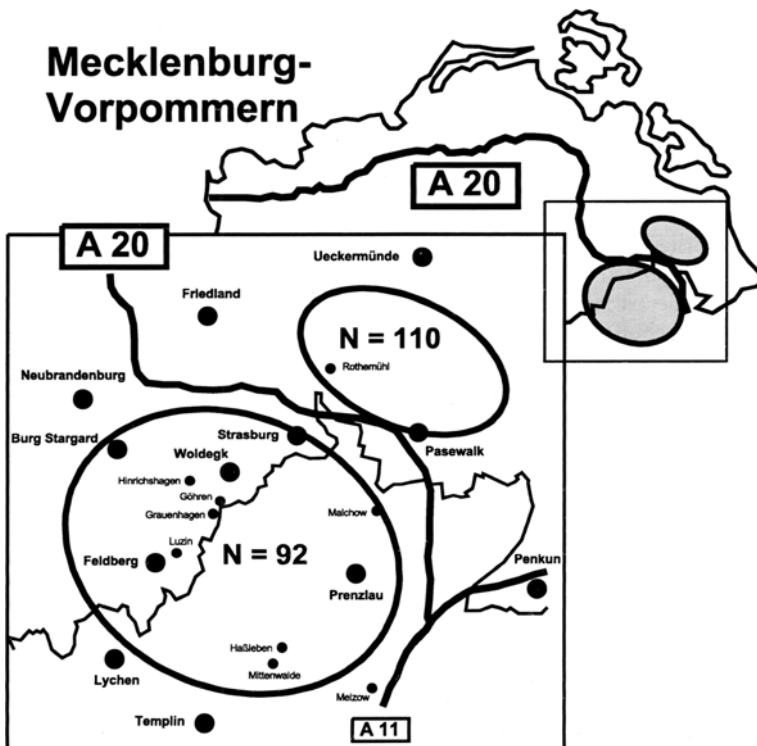 Mecklenburg-
Vorpommern
A 20
A 20
Ueckermünde
Friedland
N = 110
Rothemühl
Neubrandenburg
Burg Stargard
Strasburg
Pasewalk
Woldegk
Hinrichshagen
Göhren
Grauenhagen
Malchow
Luzin
N = 92
Feldberg
Penkun
Prenzlau
Haßleben
Mittenwalde
Lychen
Melzow
Templin
A 11